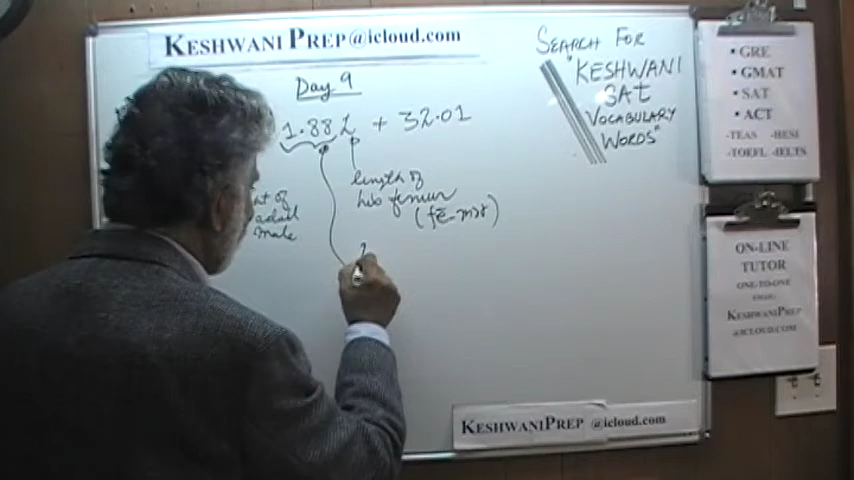 KESHWANI PREP@icloud.com
Day 9
1.88 L + 32.01
length of
his femur
(fē-mər)
adult
male
SEARCH FOR
"KESHWANI
SAT
VOCABULARY
WORDS"
• GRE
• GMAT
• SAT
• ACT
-TEAS -HESI
-TOEFL -IELTS
ON-LINE
TUTOR
ONE-TO-ONE
KESHWANIPREP
@ICLOUD.COM
KESHWANIPREP @icloud.com